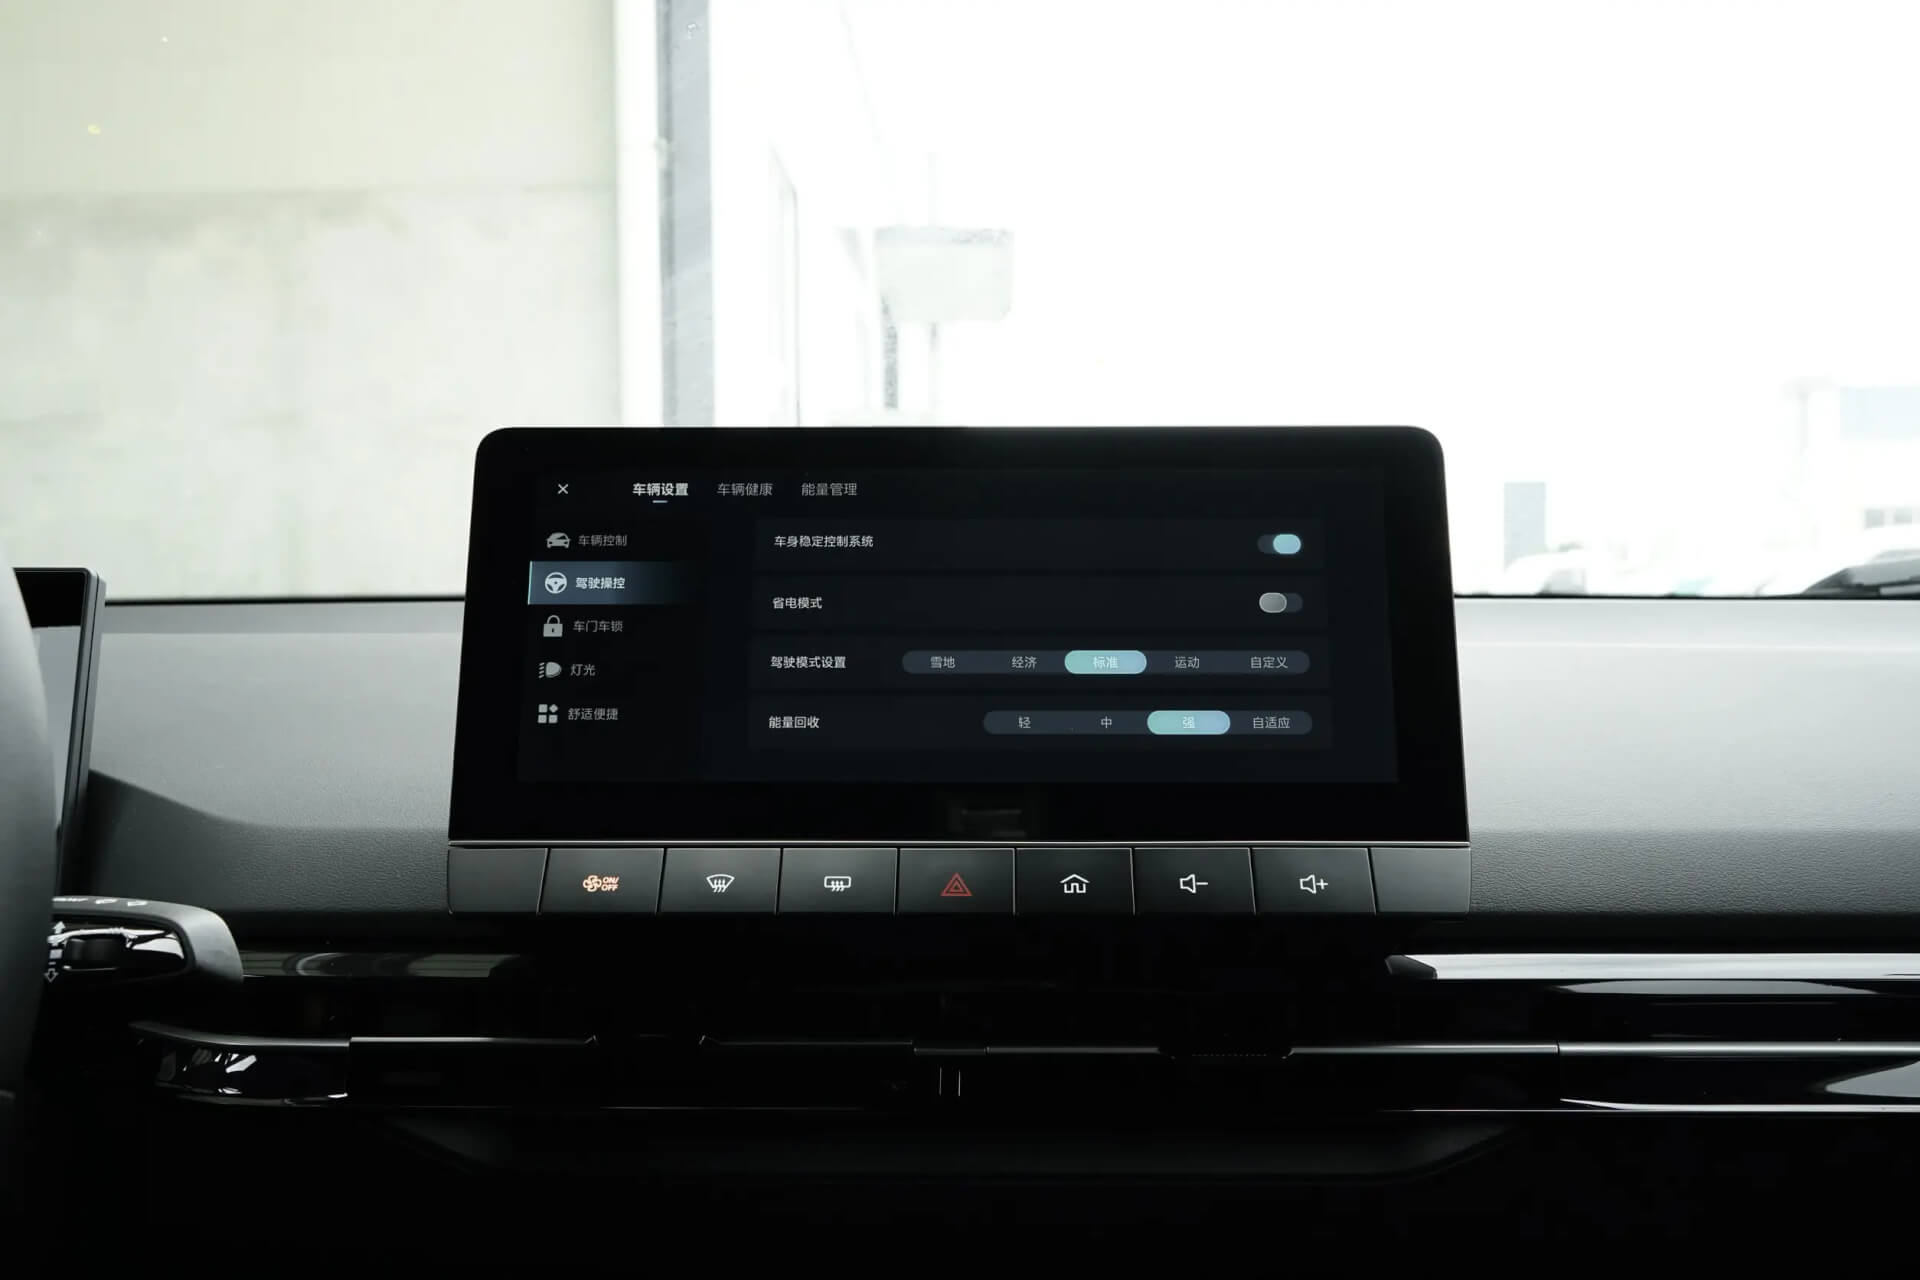 车辆设置 车辆健康 能量管理
车辆控制
驾驶操控
车门车锁
灯光
舒适便捷
车身稳定控制系统
省电模式
驾驶模式设置 雪地 经济 标准 运动 自定义
能量回收 轻 中 强 自适应
ON/
OFF